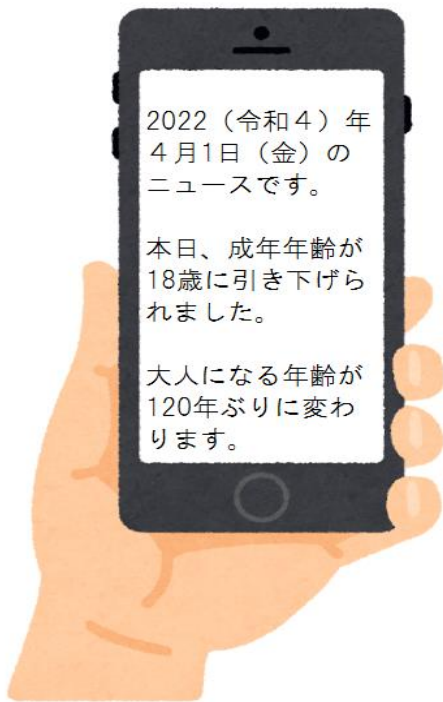 2022（令和４）年
４月1日（金）の
ニュースです。
本日、成年年齢が
18歳に引き下げら
れました。
大人になる年齢が
120年ぶりに変わ
ります。